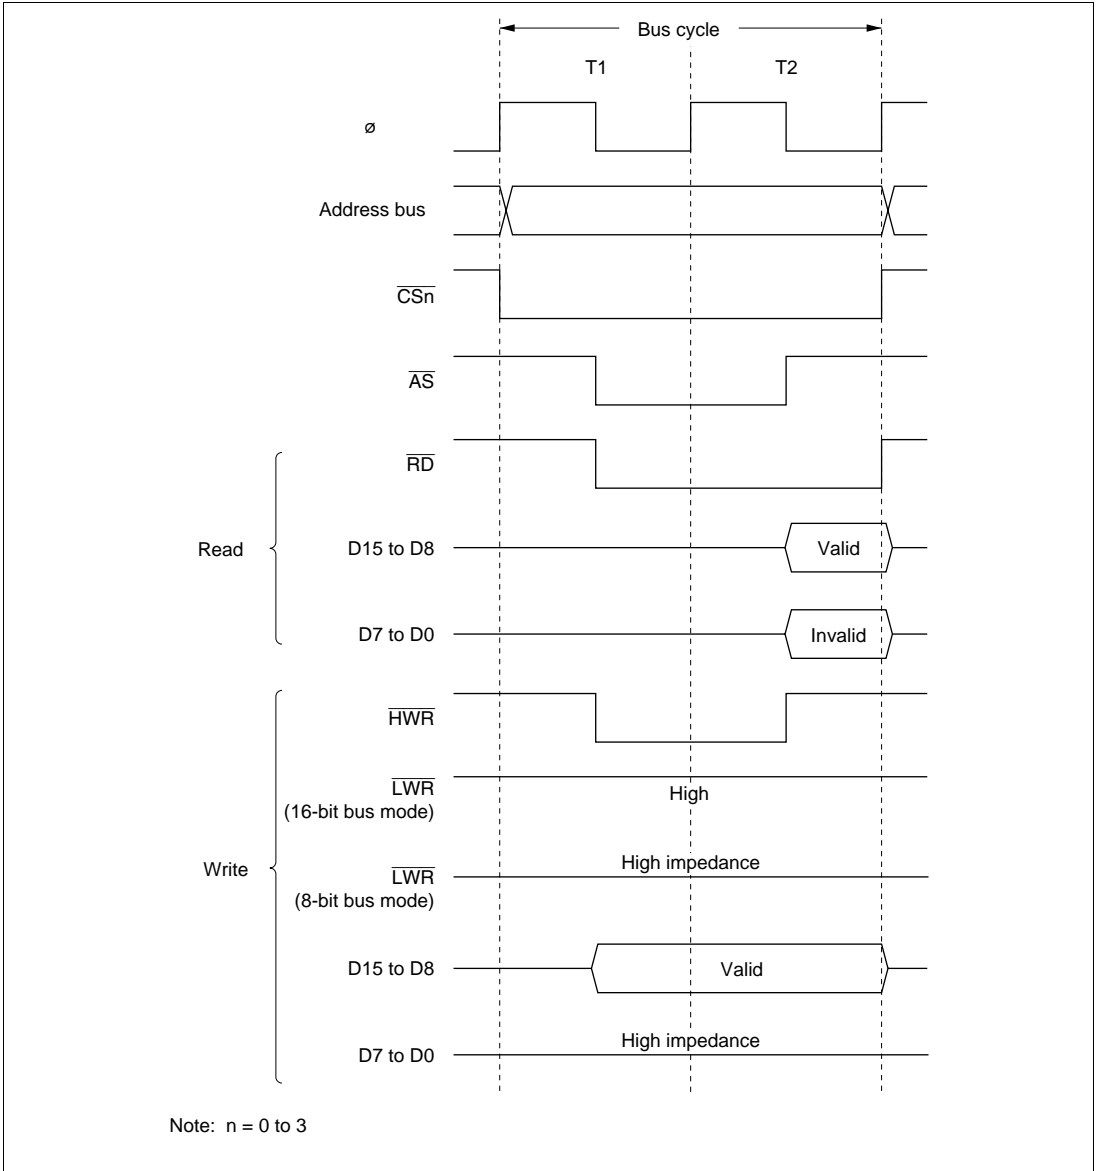 Bus cycle
T1 T2
ø
Address bus
CSn
AS
RD
Read
D15 to D8 Valid
D7 to D0 Invalid
HWR
LWR
(16-bit bus mode)
High
Write
LWR
(8-bit bus mode)
High impedance
D15 to D8 Valid
D7 to D0 High impedance
Note: n = 0 to 3